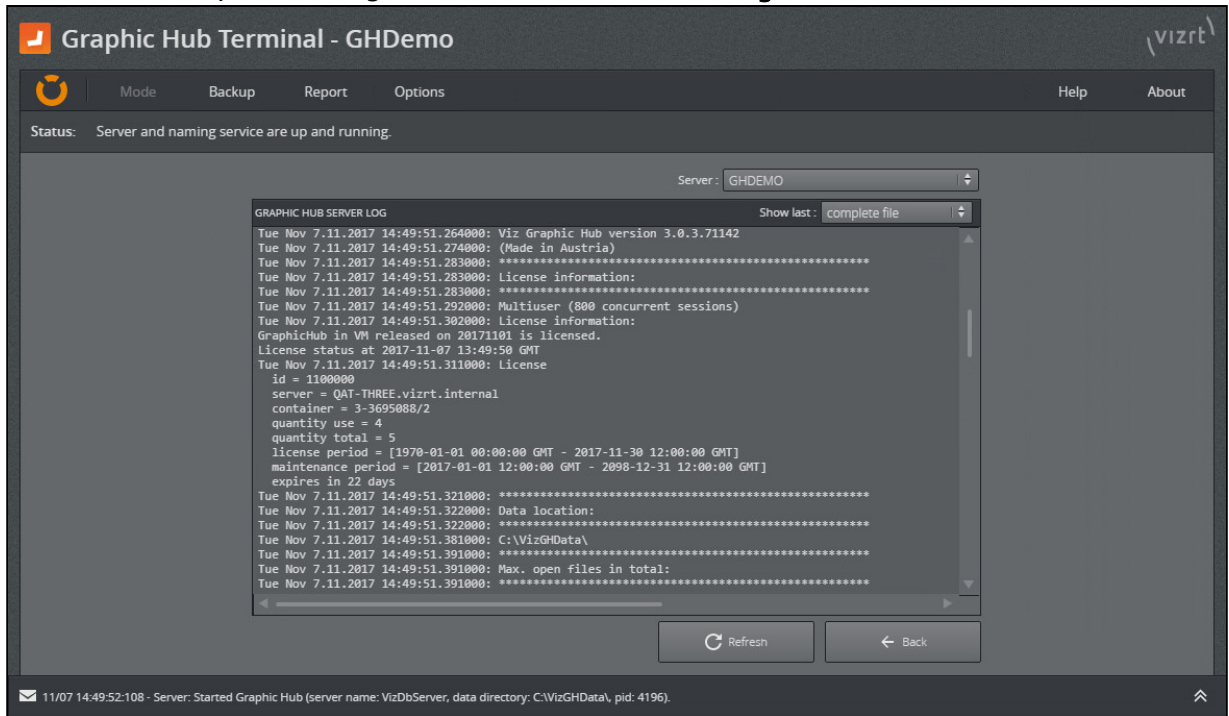 Graphic Hub Terminal - GHDemo
vizrt
Mode Backup Report Options Help About
Status: Server and naming service are up and running.
Server : GHDEMO
GRAPHIC HUB SERVER LOG Show last : complete file
Tue Nov 7.11.2017 14:49:51.264000: Viz Graphic Hub version 3.0.3.71142
Tue Nov 7.11.2017 14:49:51.274000: (Made in Austria)
Tue Nov 7.11.2017 14:49:51.283000: ******************************************************
Tue Nov 7.11.2017 14:49:51.283000: License information:
Tue Nov 7.11.2017 14:49:51.283000: ******************************************************
Tue Nov 7.11.2017 14:49:51.292000: Multiuser (800 concurrent sessions)
Tue Nov 7.11.2017 14:49:51.302000: License information:
GraphicHub in VM released on 20171101 is licensed.
License status at 2017-11-07 13:49:50 GMT
Tue Nov 7.11.2017 14:49:51.311000: License
id = 1100000
server = QAT-THREE.vizrt.internal
container = 3-3695088/2
quantity use = 4
quantity total = 5
license period = [1970-01-01 00:00:00 GMT - 2017-11-30 12:00:00 GMT]
maintenance period = [2017-01-01 12:00:00 GMT - 2098-12-31 12:00:00 GMT]
expires in 22 days
Tue Nov 7.11.2017 14:49:51.321000: ******************************************************
Tue Nov 7.11.2017 14:49:51.322000: Data location:
Tue Nov 7.11.2017 14:49:51.322000: ******************************************************
Tue Nov 7.11.2017 14:49:51.381000: C:\VizGHData\
Tue Nov 7.11.2017 14:49:51.391000: ******************************************************
Tue Nov 7.11.2017 14:49:51.391000: Max. open files in total:
Tue Nov 7.11.2017 14:49:51.391000: ******************************************************
Refresh Back
11/07 14:49:52:108 - Server: Started Graphic Hub (server name: VizDbServer, data directory: C:\VizGHData\, pid: 4196).